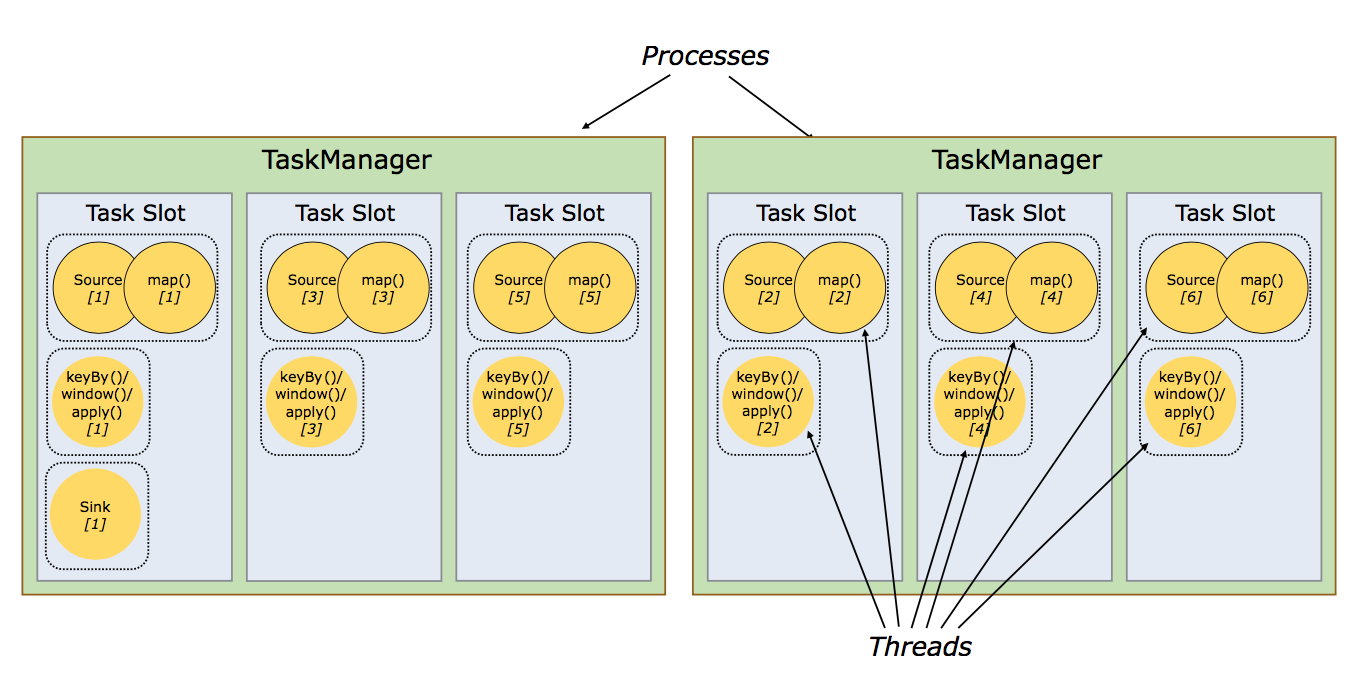 Processes
TaskManager
Task Slot
Source
[1]
map()
[1]
keyBy()/
window()/
apply()
[1]
Sink
[1]
Task Slot
Source
[3]
map()
[3]
keyBy()/
window()/
apply()
[3]
Task Slot
Source
[5]
map()
[5]
keyBy()/
window()/
apply()
[5]
TaskManager
Task Slot
Source
[2]
map()
[2]
keyBy()/
window()/
apply()
[2]
Task Slot
Source
[4]
map()
[4]
keyBy()/
window()/
apply()
[4]
Task Slot
Source
[6]
map()
[6]
keyBy()/
window()/
apply()
[6]
Threads